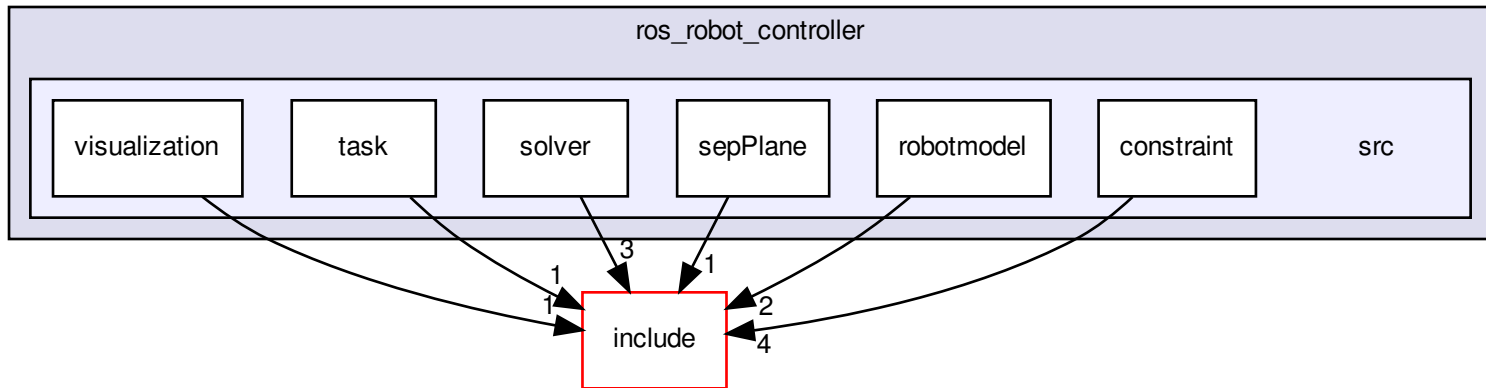 ros_robot_controller
visualization
task
solver
sepPlane
robotmodel
constraint
src
3
1
1
1
2
4
include